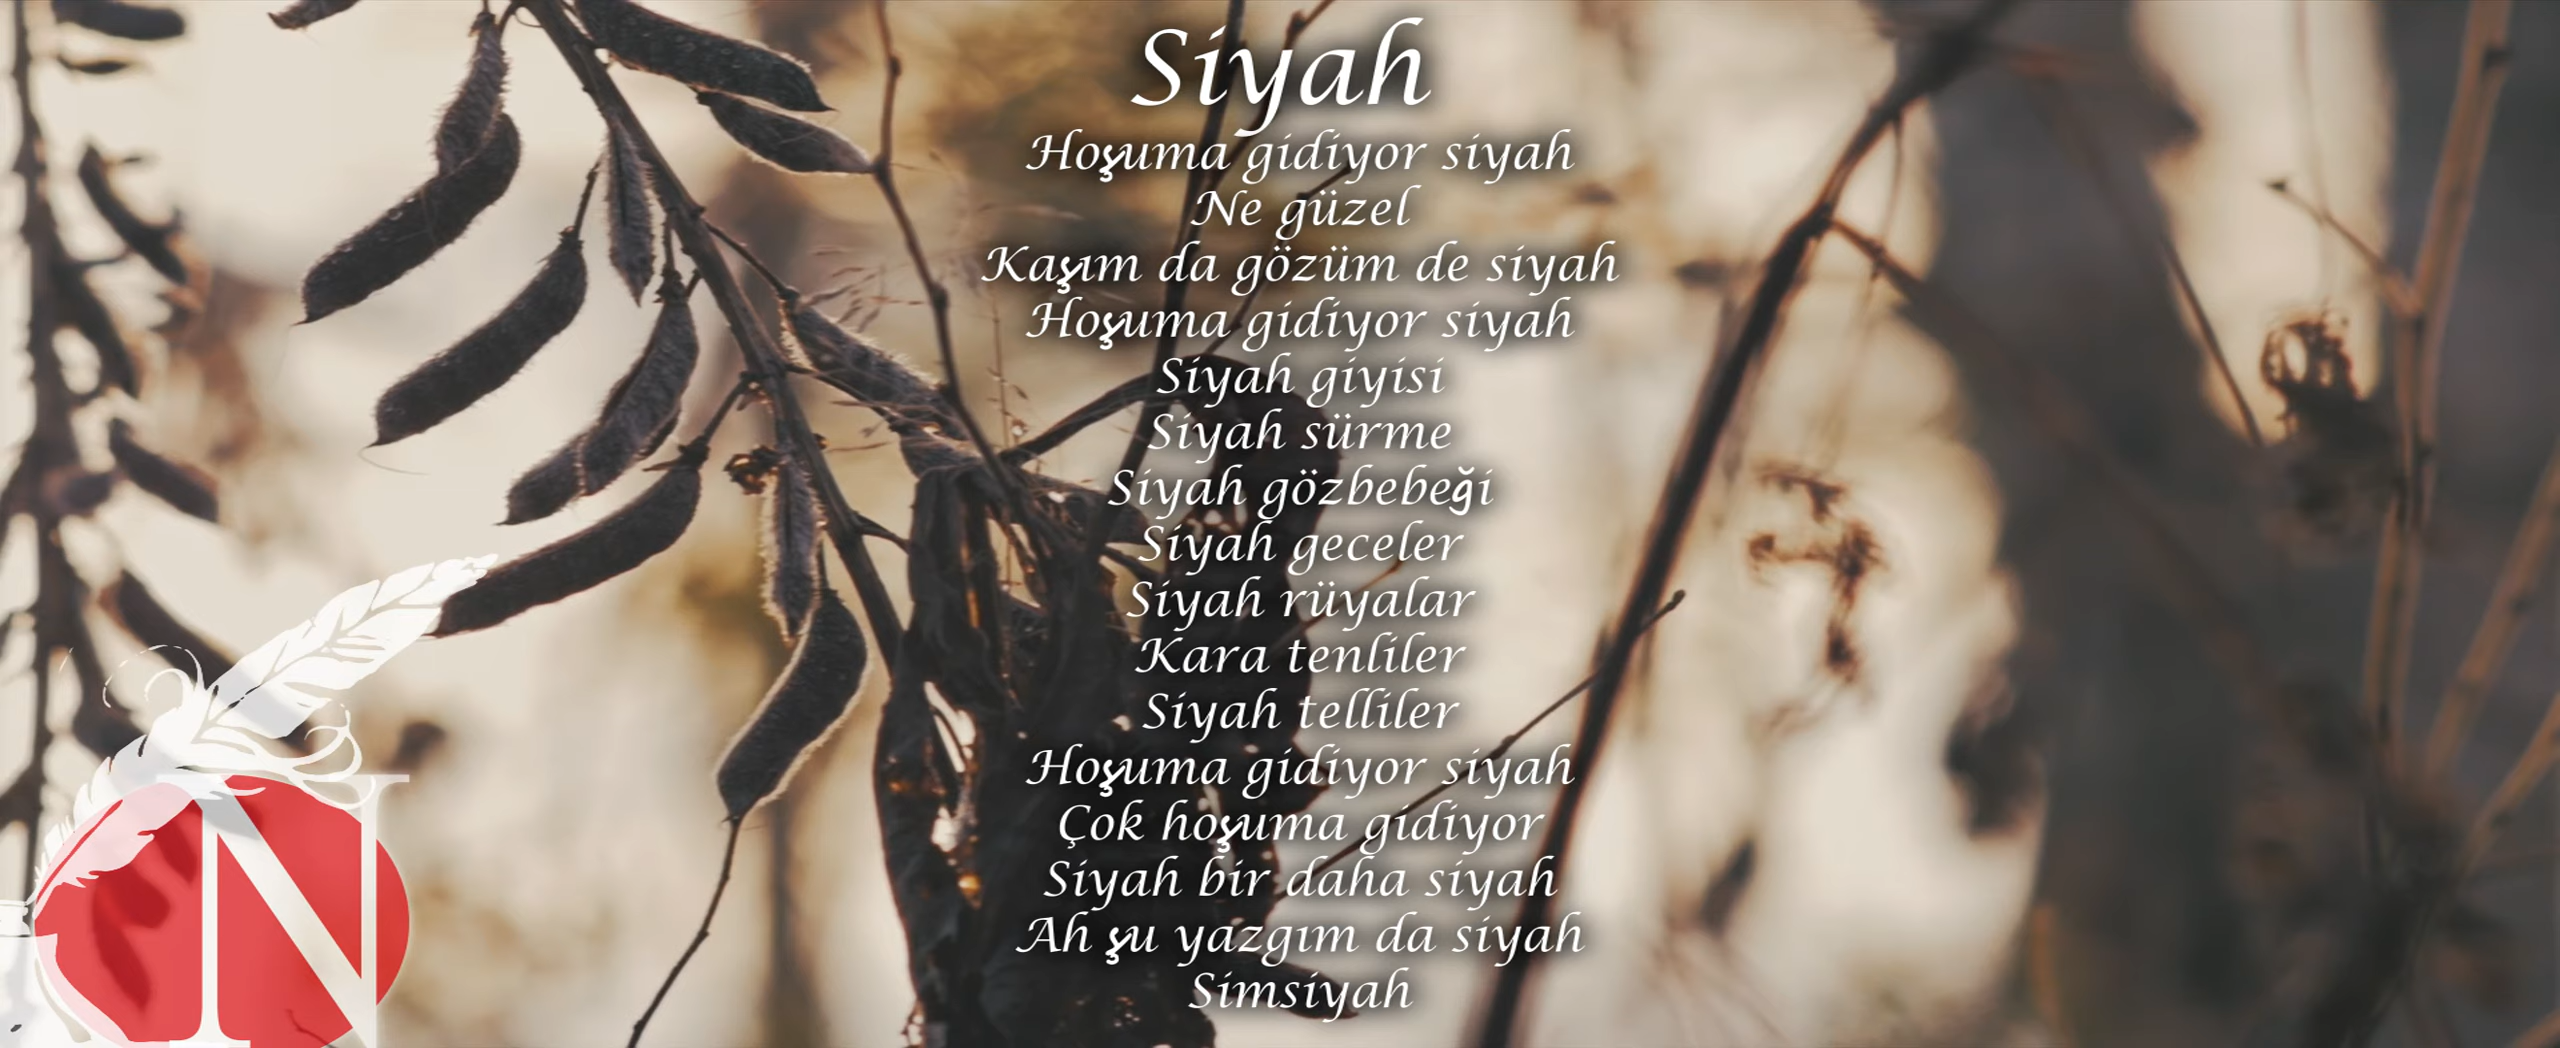 Siyah
Hoşuma gidiyor siyah
Ne güzel
Kaşım da gözüm de siyah
Hoşuma gidiyor siyah
Siyah giyisi
Siyah sürme
Siyah gözbebeği
Siyah geceler
Siyah rüyalar
Kara tenliler
Siyah telliler
Hoşuma gidiyor siyah
Çok hoşuma gidiyor
Siyah bir daha siyah
Ah şu yazgım da siyah
Simsiyah
N